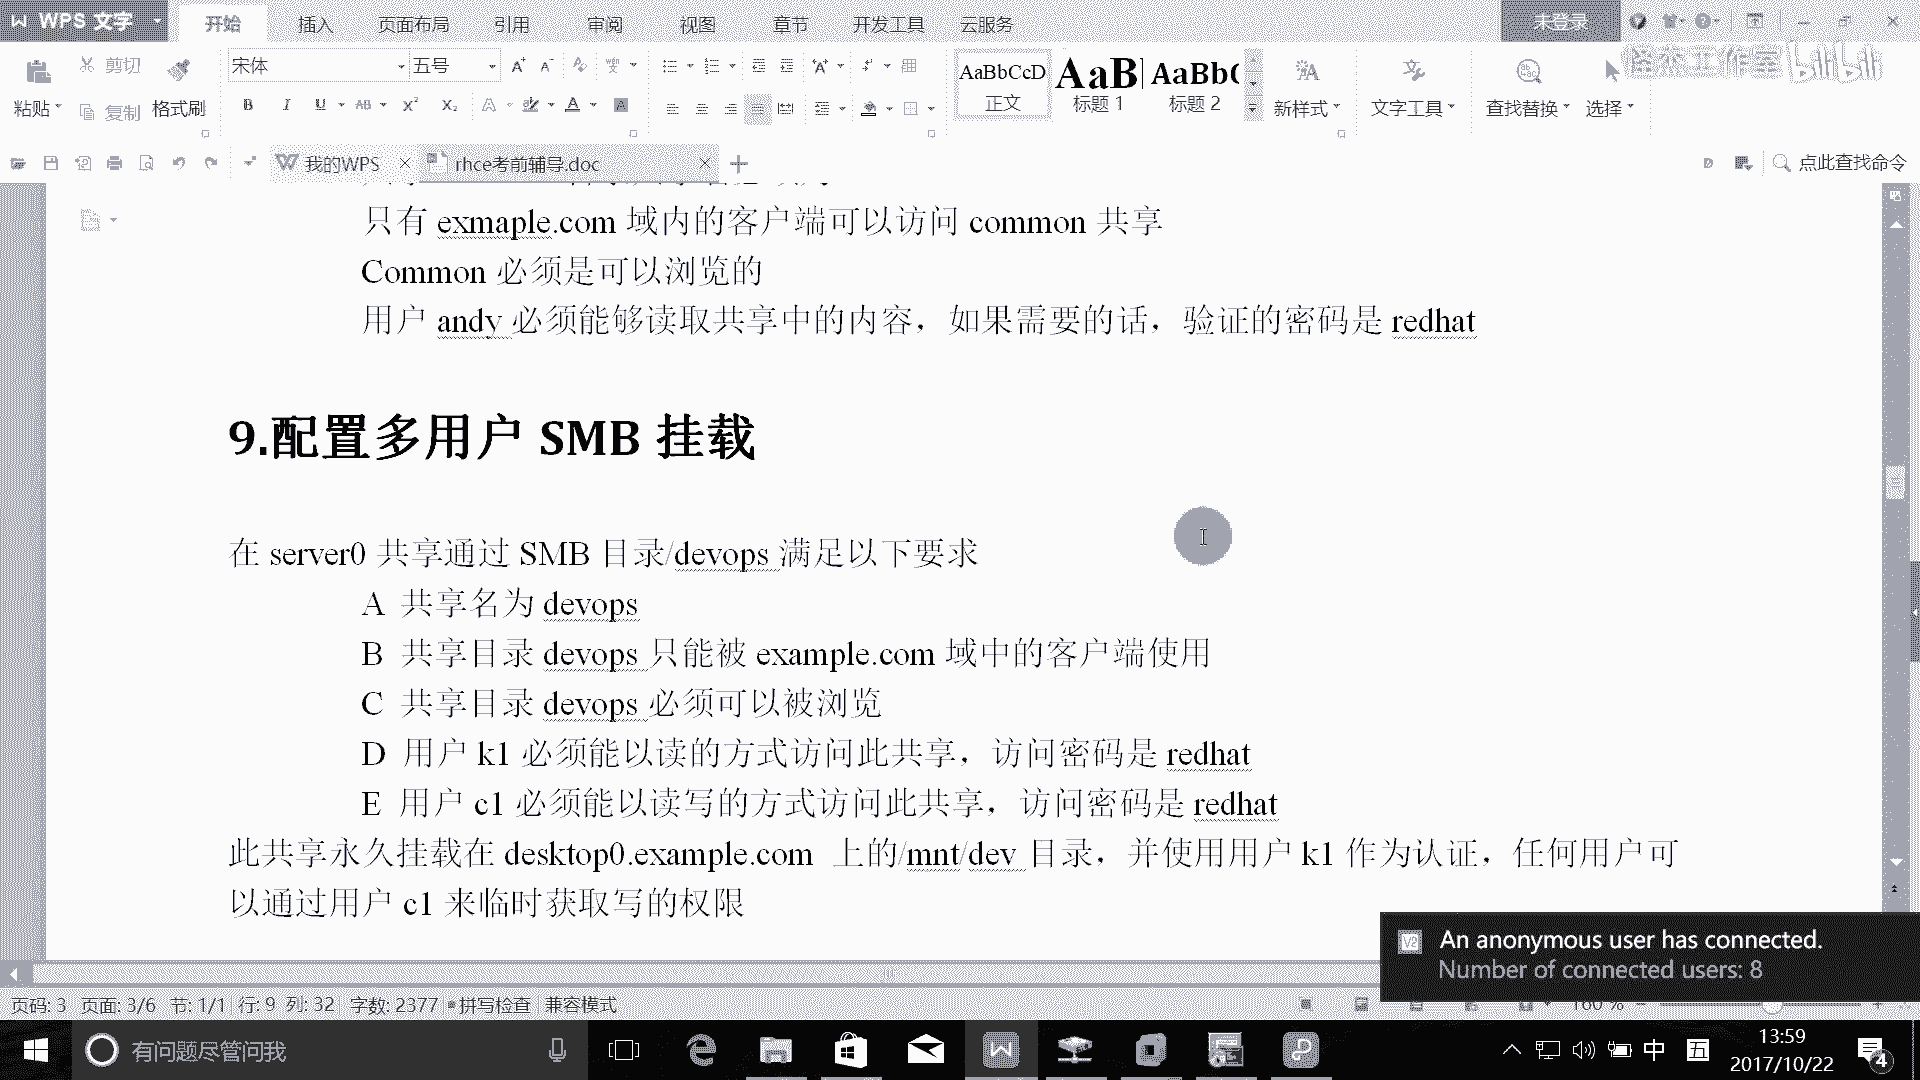 WPS 文字
开始
插入
页面布局
引用
审阅
视图
章节
开发工具
云服务
未登录
粘贴
剪切
复制
格式刷
宋体
五号
AaBbCcD
正文
AaB
标题 1
AaBb(
标题 2
新样式
文字工具
查找替换
选择
我的WPS
rhce考前辅导.doc
点此查找命令
只有 exmaple.com 域内的客户端可以访问 common 共享
Common 必须是可以浏览的
用户 andy 必须能够读取共享中的内容，如果需要的话，验证的密码是 redhat
9.配置多用户 SMB 挂载
在 server0 共享通过 SMB 目录/devops 满足以下要求
A 共享名为 devops
B 共享目录 devops 只能被 example.com 域中的客户端使用
C 共享目录 devops 必须可以被浏览
D 用户 k1 必须能以读的方式访问此共享，访问密码是 redhat
E 用户 c1 必须能以读写的方式访问此共享，访问密码是 redhat
此共享永久挂载在 desktop0.example.com 上的/mnt/dev 目录，并使用用户 k1 作为认证，任何用户可
以通过用户 c1 来临时获取写的权限
An anonymous user has connected.
Number of connected users: 8
页码: 3 页面: 3/6 节: 1/1 行: 9 列: 32 字数: 2377 拼写检查 兼容模式
160 %
有问题尽管问我
中
五
13:59
2017/10/22
4